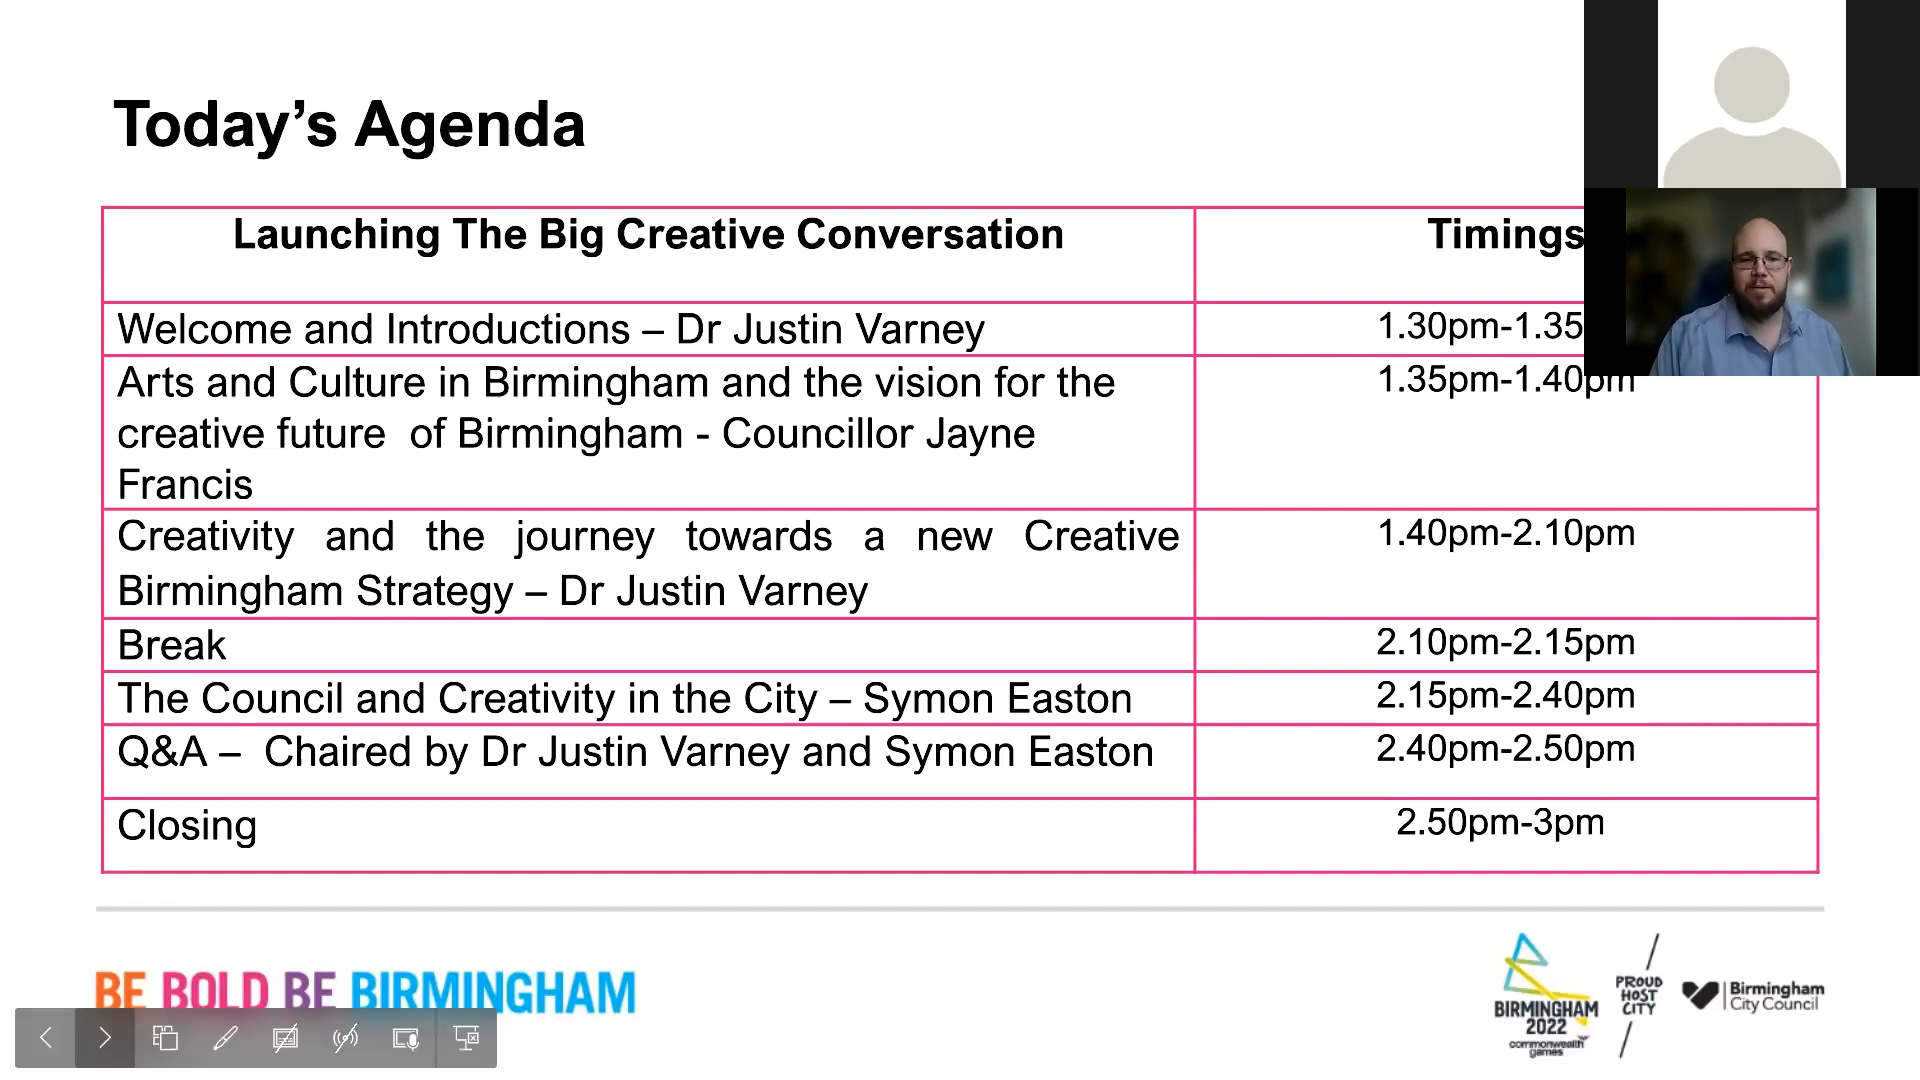 Today’s Agenda
Launching The Big Creative Conversation
Timings
Welcome and Introductions – Dr Justin Varney
1.30pm-1.35
Arts and Culture in Birmingham and the vision for the
creative future of Birmingham - Councillor Jayne
Francis
1.35pm-1.40pm
Creativity and the journey towards a new Creative
Birmingham Strategy – Dr Justin Varney
1.40pm-2.10pm
Break
2.10pm-2.15pm
The Council and Creativity in the City – Symon Easton
2.15pm-2.40pm
Q&A – Chaired by Dr Justin Varney and Symon Easton
2.40pm-2.50pm
Closing
2.50pm-3pm
BE BOLD BE BIRMINGHAM
BIRMINGHAM
2022
commonwealth
games
PROUD
HOST
CITY
Birmingham
City Council